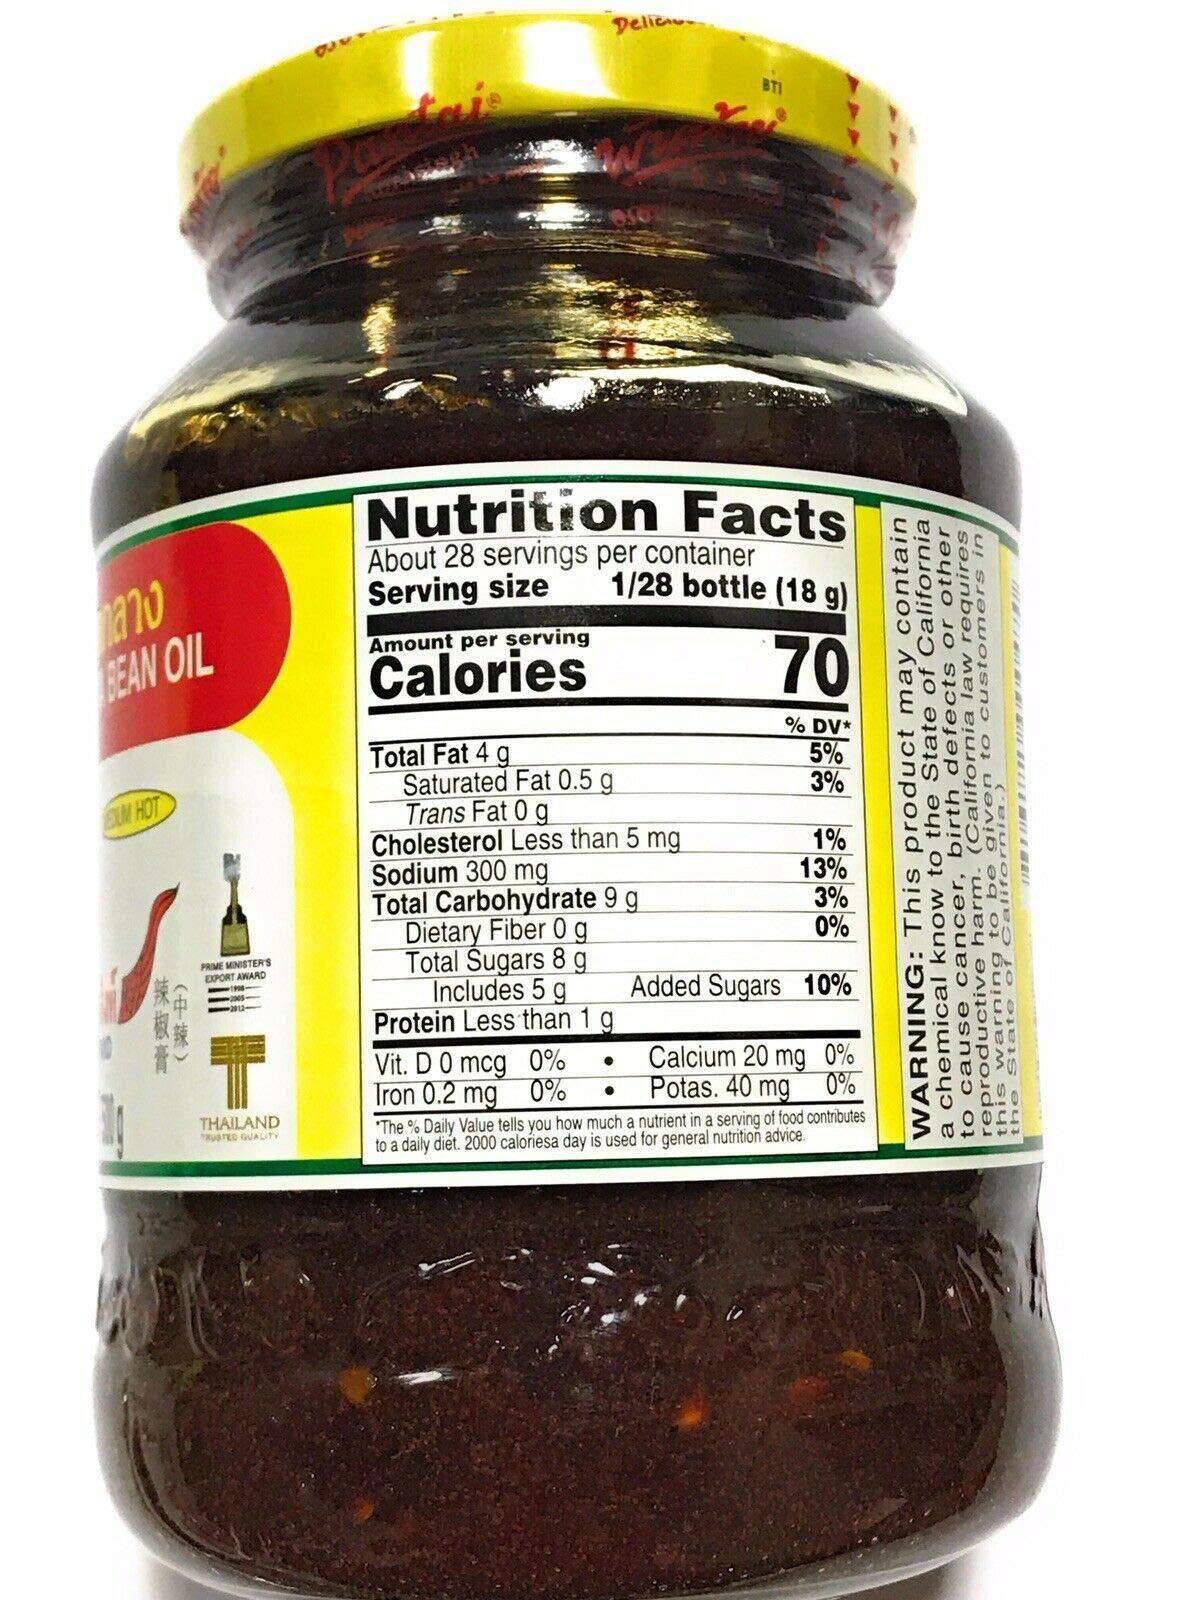 Pantai®
BTI
BEAN OIL
HOT
PRIME MINISTER'S
EXPORT AWARD
1998
2005
2012
辣椒膏
(中辣)
THAILAND
TRUSTED QUALITY
Nutrition Facts
About 28 servings per container
Serving size 1/28 bottle (18 g)
Amount per serving
Calories 70
% DV*
Total Fat 4 g 5%
Saturated Fat 0.5 g 3%
Trans Fat 0 g
Cholesterol Less than 5 mg 1%
Sodium 300 mg 13%
Total Carbohydrate 9 g 3%
Dietary Fiber 0 g 0%
Total Sugars 8 g
Includes 5 g Added Sugars 10%
Protein Less than 1 g
Vit. D 0 mcg 0% • Calcium 20 mg 0%
Iron 0.2 mg 0% • Potas. 40 mg 0%
*The % Daily Value tells you how much a nutrient in a serving of food contributes
to a daily diet. 2000 caloriesa day is used for general nutrition advice.
WARNING: This product may contain
a chemical know to the State of California
to cause cancer, birth defects or other
reproductive harm. (California law requires
this warning to be given to customers in
the State of California.)